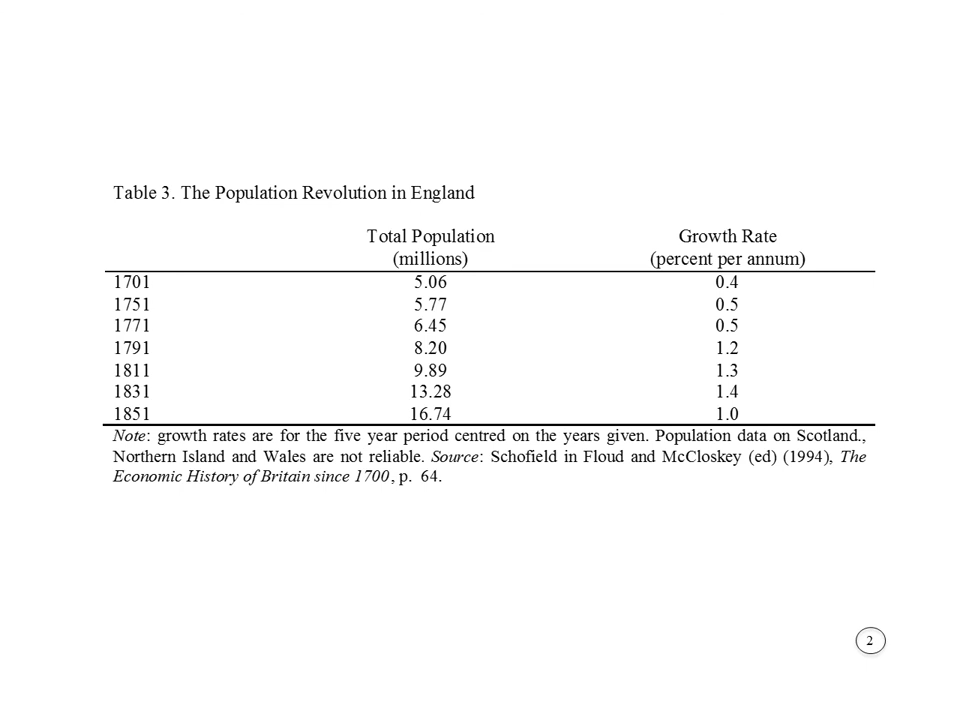 Table 3. The Population Revolution in England
Total Population Growth Rate
(millions) (percent per annum)
1701 5.06 0.4
1751 5.77 0.5
1771 6.45 0.5
1791 8.20 1.2
1811 9.89 1.3
1831 13.28 1.4
1851 16.74 1.0
Note: growth rates are for the five year period centred on the years given. Population data on Scotland.,
Northern Island and Wales are not reliable. Source: Schofield in Floud and McCloskey (ed) (1994), The
Economic History of Britain since 1700, p. 64.
2